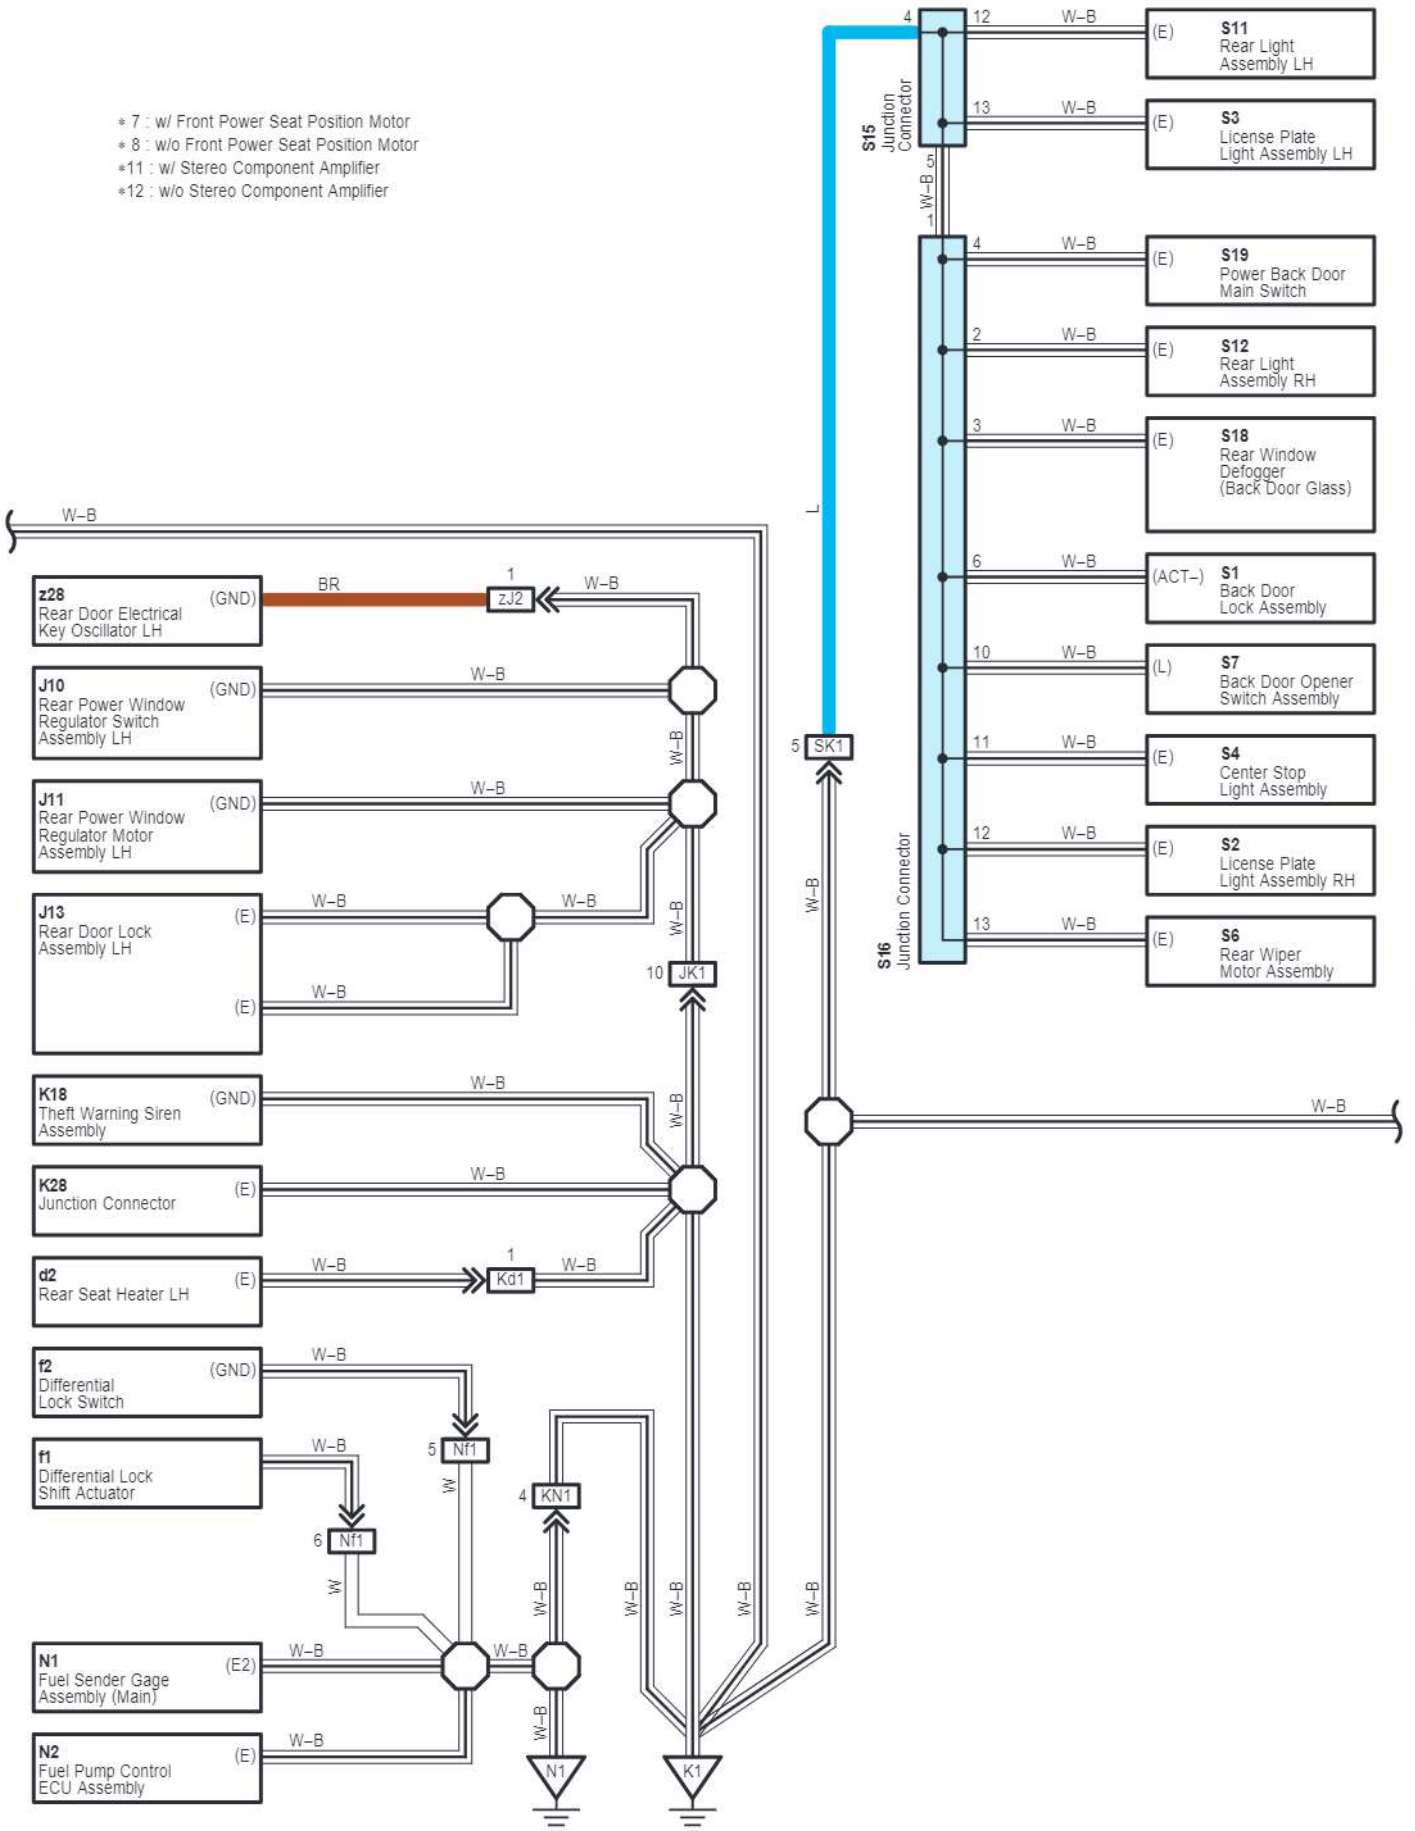 * 7 : w/ Front Power Seat Position Motor
* 8 : w/o Front Power Seat Position Motor
*11 : w/ Stereo Component Amplifier
*12 : w/o Stereo Component Amplifier
4
12
W–B
(E)
S11
Rear Light
Assembly LH
13
W–B
(E)
S3
License Plate
Light Assembly LH
S15
Junction
Connector
5
W–B
1
4
W–B
(E)
S19
Power Back Door
Main Switch
2
W–B
(E)
S12
Rear Light
Assembly RH
3
W–B
(E)
S18
Rear Window
Defogger
(Back Door Glass)
6
W–B
(ACT–)
S1
Back Door
Lock Assembly
10
W–B
(L)
S7
Back Door Opener
Switch Assembly
11
W–B
(E)
S4
Center Stop
Light Assembly
12
W–B
(E)
S2
License Plate
Light Assembly RH
13
W–B
(E)
S6
Rear Wiper
Motor Assembly
S16
Junction Connector
L
5
SK1
W–B
W–B
W–B
z28
Rear Door Electrical
Key Oscillator LH
(GND)
BR
1
zJ2
W–B
J10
Rear Power Window
Regulator Switch
Assembly LH
(GND)
W–B
W–B
J11
Rear Power Window
Regulator Motor
Assembly LH
(GND)
W–B
J13
Rear Door Lock
Assembly LH
(E)
W–B
W–B
W–B
(E)
W–B
10
JK1
K18
Theft Warning Siren
Assembly
(GND)
W–B
W–B
K28
Junction Connector
(E)
W–B
d2
Rear Seat Heater LH
(E)
W–B
1
Kd1
W–B
f2
Differential
Lock Switch
(GND)
W–B
5
Nf1
W
f1
Differential Lock
Shift Actuator
W–B
6
Nf1
W
4
KN1
W–B
W–B
W–B
W–B
W–B
N1
Fuel Sender Gage
Assembly (Main)
(E2)
W–B
W–B
W–B
N2
Fuel Pump Control
ECU Assembly
(E)
W–B
N1
K1